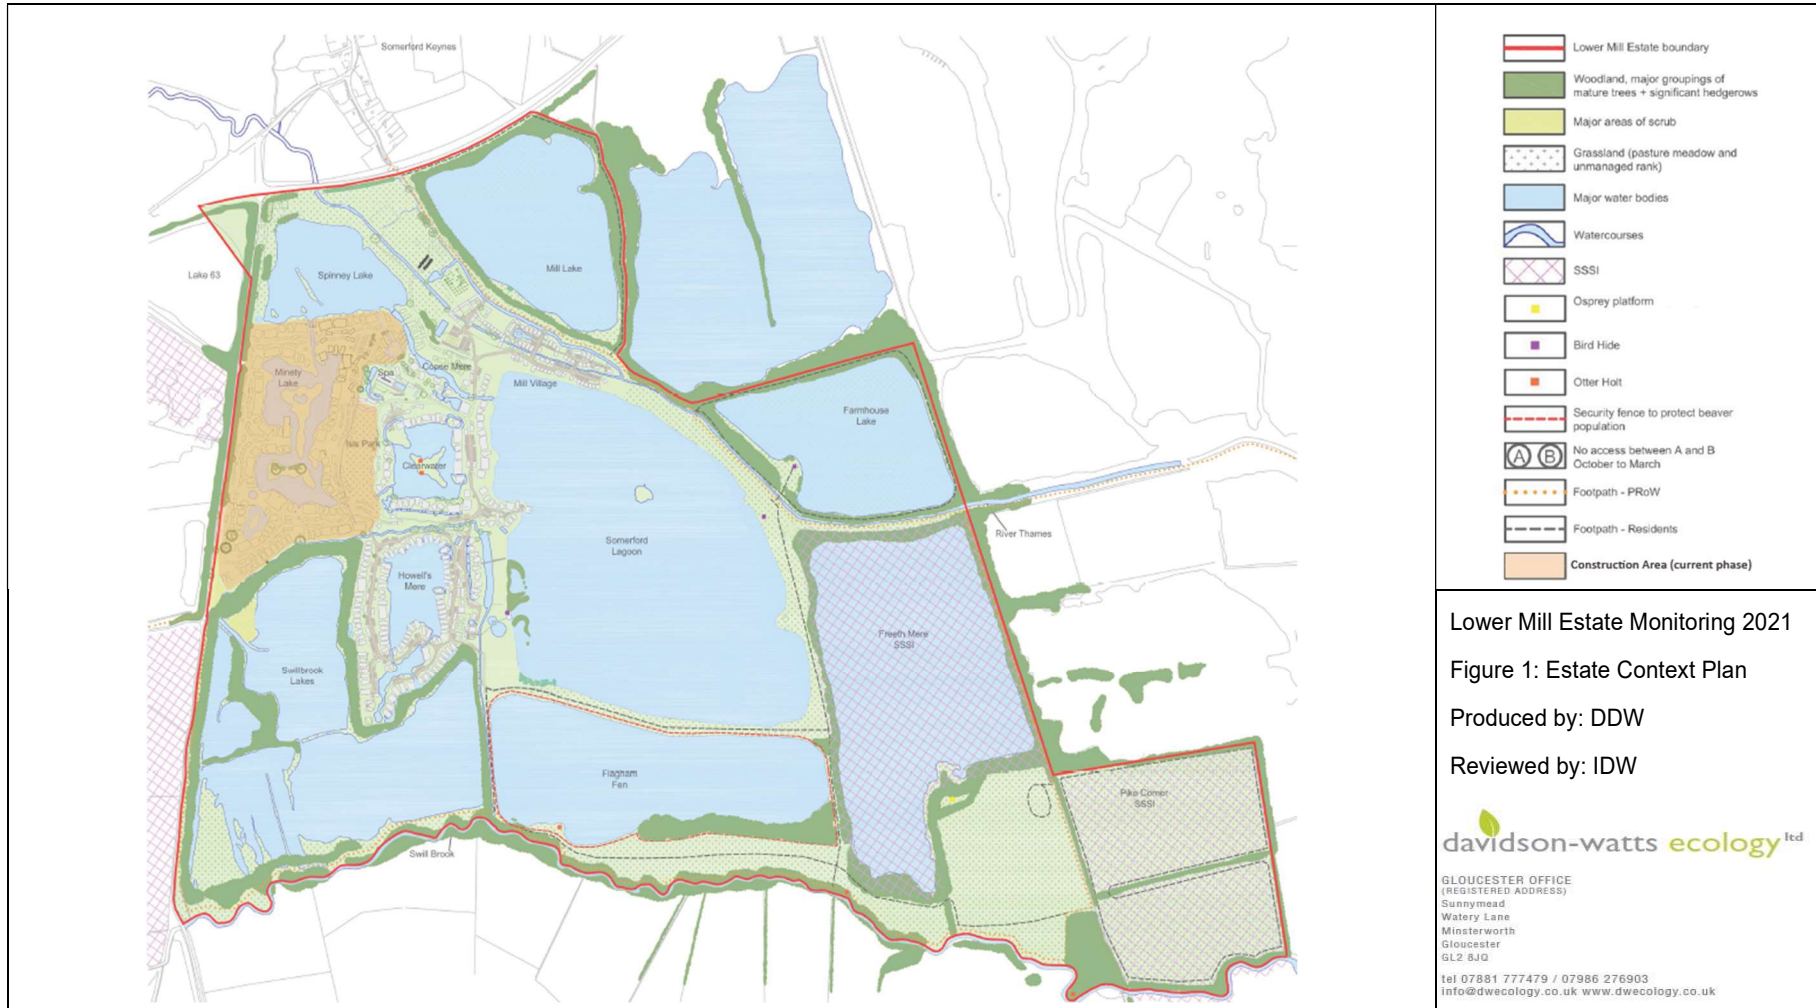 Somerford Keynes
Lake 63
Spinney Lake
Mill Lake
Minety
Lake
Spa
Copse Mere
Mill Village
Farmhouse
Lake
Isis Park
Clearwater
River Thames
Somerford
Lagoon
Howell's
Mere
Freeth Mere
SSSI
Swillbrook
Lakes
Flagham
Fen
Pike Corner
SSSI
Swill Brook
Lower Mill Estate boundary
Woodland, major groupings of
mature trees + significant hedgerows
Major areas of scrub
Grassland (pasture meadow and
unmanaged rank)
Major water bodies
Watercourses
SSSI
Osprey platform
Bird Hide
Otter Holt
Security fence to protect beaver
population
A B
No access between A and B
October to March
Footpath - PRoW
Footpath - Residents
Construction Area (current phase)
Lower Mill Estate Monitoring 2021
Figure 1: Estate Context Plan
Produced by: DDW
Reviewed by: IDW
davidson-watts ecology ltd
GLOUCESTER OFFICE
(REGISTERED ADDRESS)
Sunnymead
Watery Lane
Minsterworth
Gloucester
GL2 8JQ
tel 07881 777479 / 07986 276903
info@dwecology.co.uk www.dwecology.co.uk